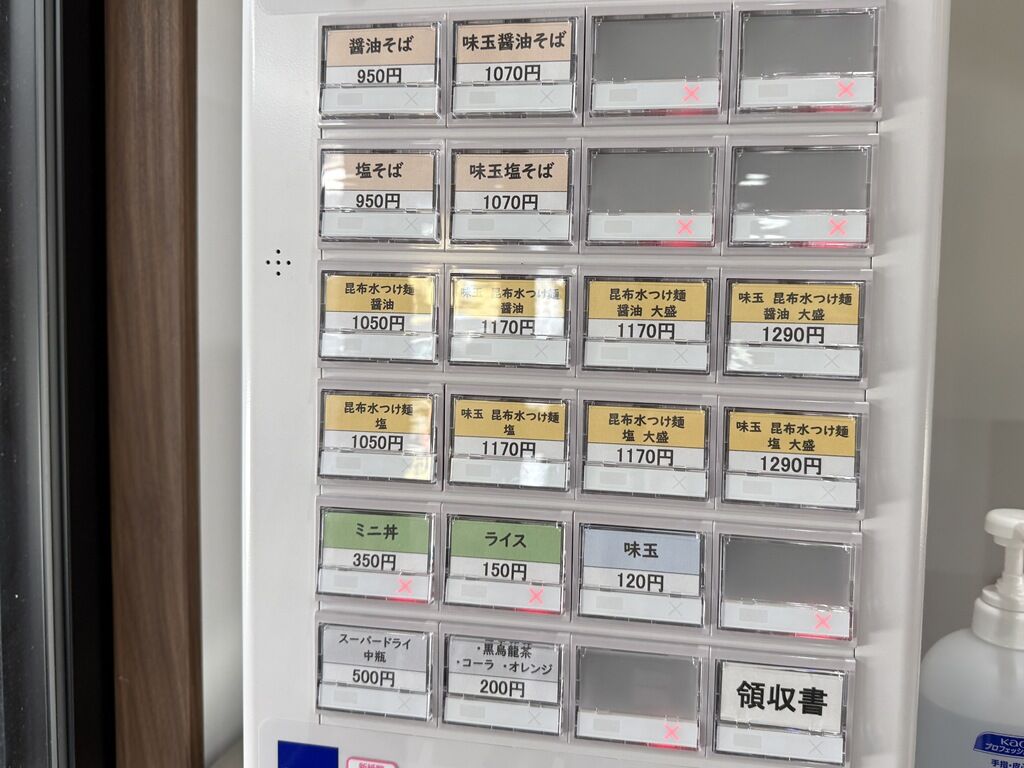 醤油そば
950円
味玉醤油そば
1070円
塩そば
950円
味玉塩そば
1070円
昆布水つけ麺
醤油
1050円
味玉 昆布水つけ麺
醤油
1170円
昆布水つけ麺
醤油 大盛
1170円
味玉 昆布水つけ麺
醤油 大盛
1290円
昆布水つけ麺
塩
1050円
味玉 昆布水つけ麺
塩
1170円
昆布水つけ麺
塩 大盛
1170円
味玉 昆布水つけ麺
塩 大盛
1290円
ミニ丼
350円
ライス
150円
味玉
120円
スーパードライ
中瓶
500円
・黒烏龍茶
・コーラ ・オレンジ
200円
領収書
プロフェッシ
手指・皮